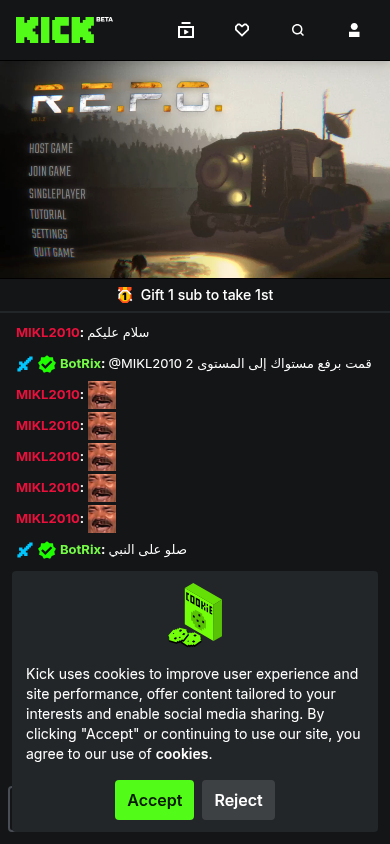 KICK BETA
R.E.P.O.
HOST GAME
JOIN GAME
SINGLEPLAYER
TUTORIAL
SETTINGS
QUIT GAME
1 Gift 1 sub to take 1st
MIKL2010: سلام عليكم
BotRix: @MIKL2010 قمت برفع مستواك إلى المستوى 2
MIKL2010:
MIKL2010:
MIKL2010:
MIKL2010:
MIKL2010:
BotRix: صلو على النبي
COOKIE
Kick uses cookies to improve user experience and
site performance, offer content tailored to your
interests and enable social media sharing. By
clicking "Accept" or continuing to use our site, you
agree to our use of cookies.
Accept Reject